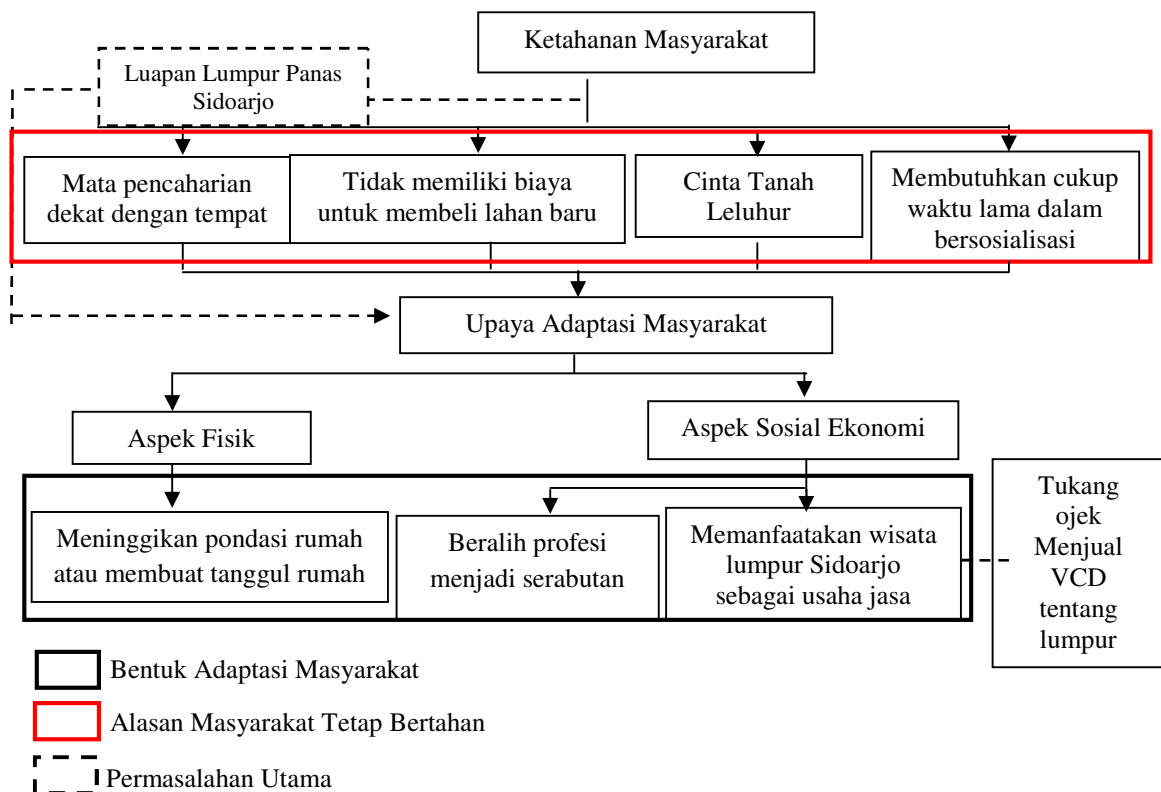 Ketahanan Masyarakat
Luapan Lumpur Panas
Sidoarjo
Mata pencaharian
dekat dengan tempat
Tidak memiliki biaya
untuk membeli lahan baru
Cinta Tanah
Leluhur
Membutuhkan cukup
waktu lama dalam
bersosialisasi
Upaya Adaptasi Masyarakat
Aspek Fisik
Aspek Sosial Ekonomi
Meninggikan pondasi rumah
atau membuat tanggul rumah
Beralih profesi
menjadi serabutan
Memanfaatakan wisata
lumpur Sidoarjo
sebagai usaha jasa
Tukang
ojek
Menjual
VCD
tentang
lumpur
Bentuk Adaptasi Masyarakat
Alasan Masyarakat Tetap Bertahan
Permasalahan Utama